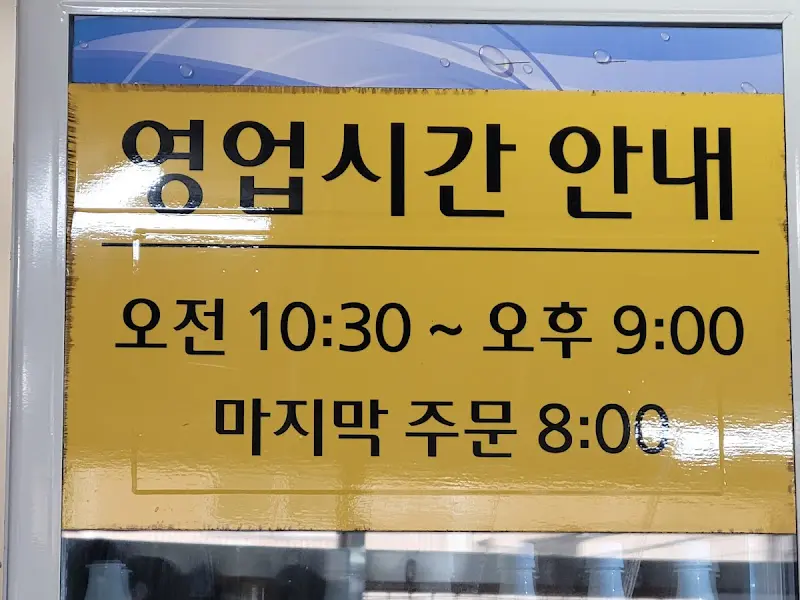 영업시간 안내
오전 10:30 ~ 오후 9:00
마지막 주문 8:00